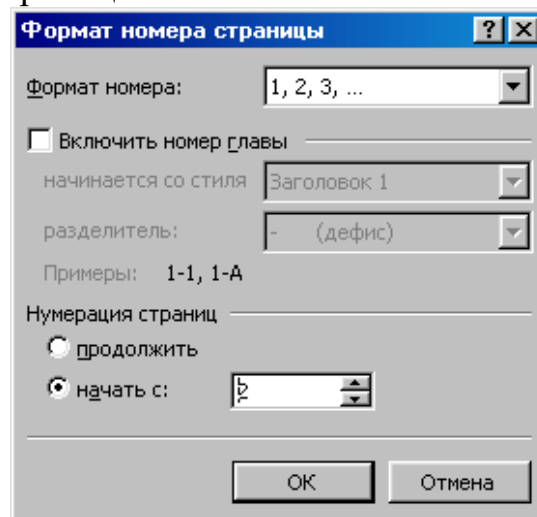 Формат номера страницы
Формат номера: 1, 2, 3, ...
Включить номер главы
начинается со стиля Заголовок 1
разделитель: - (дефис)
Примеры: 1-1, 1-A
Нумерация страниц
продолжить
начать с:
ОК Отмена